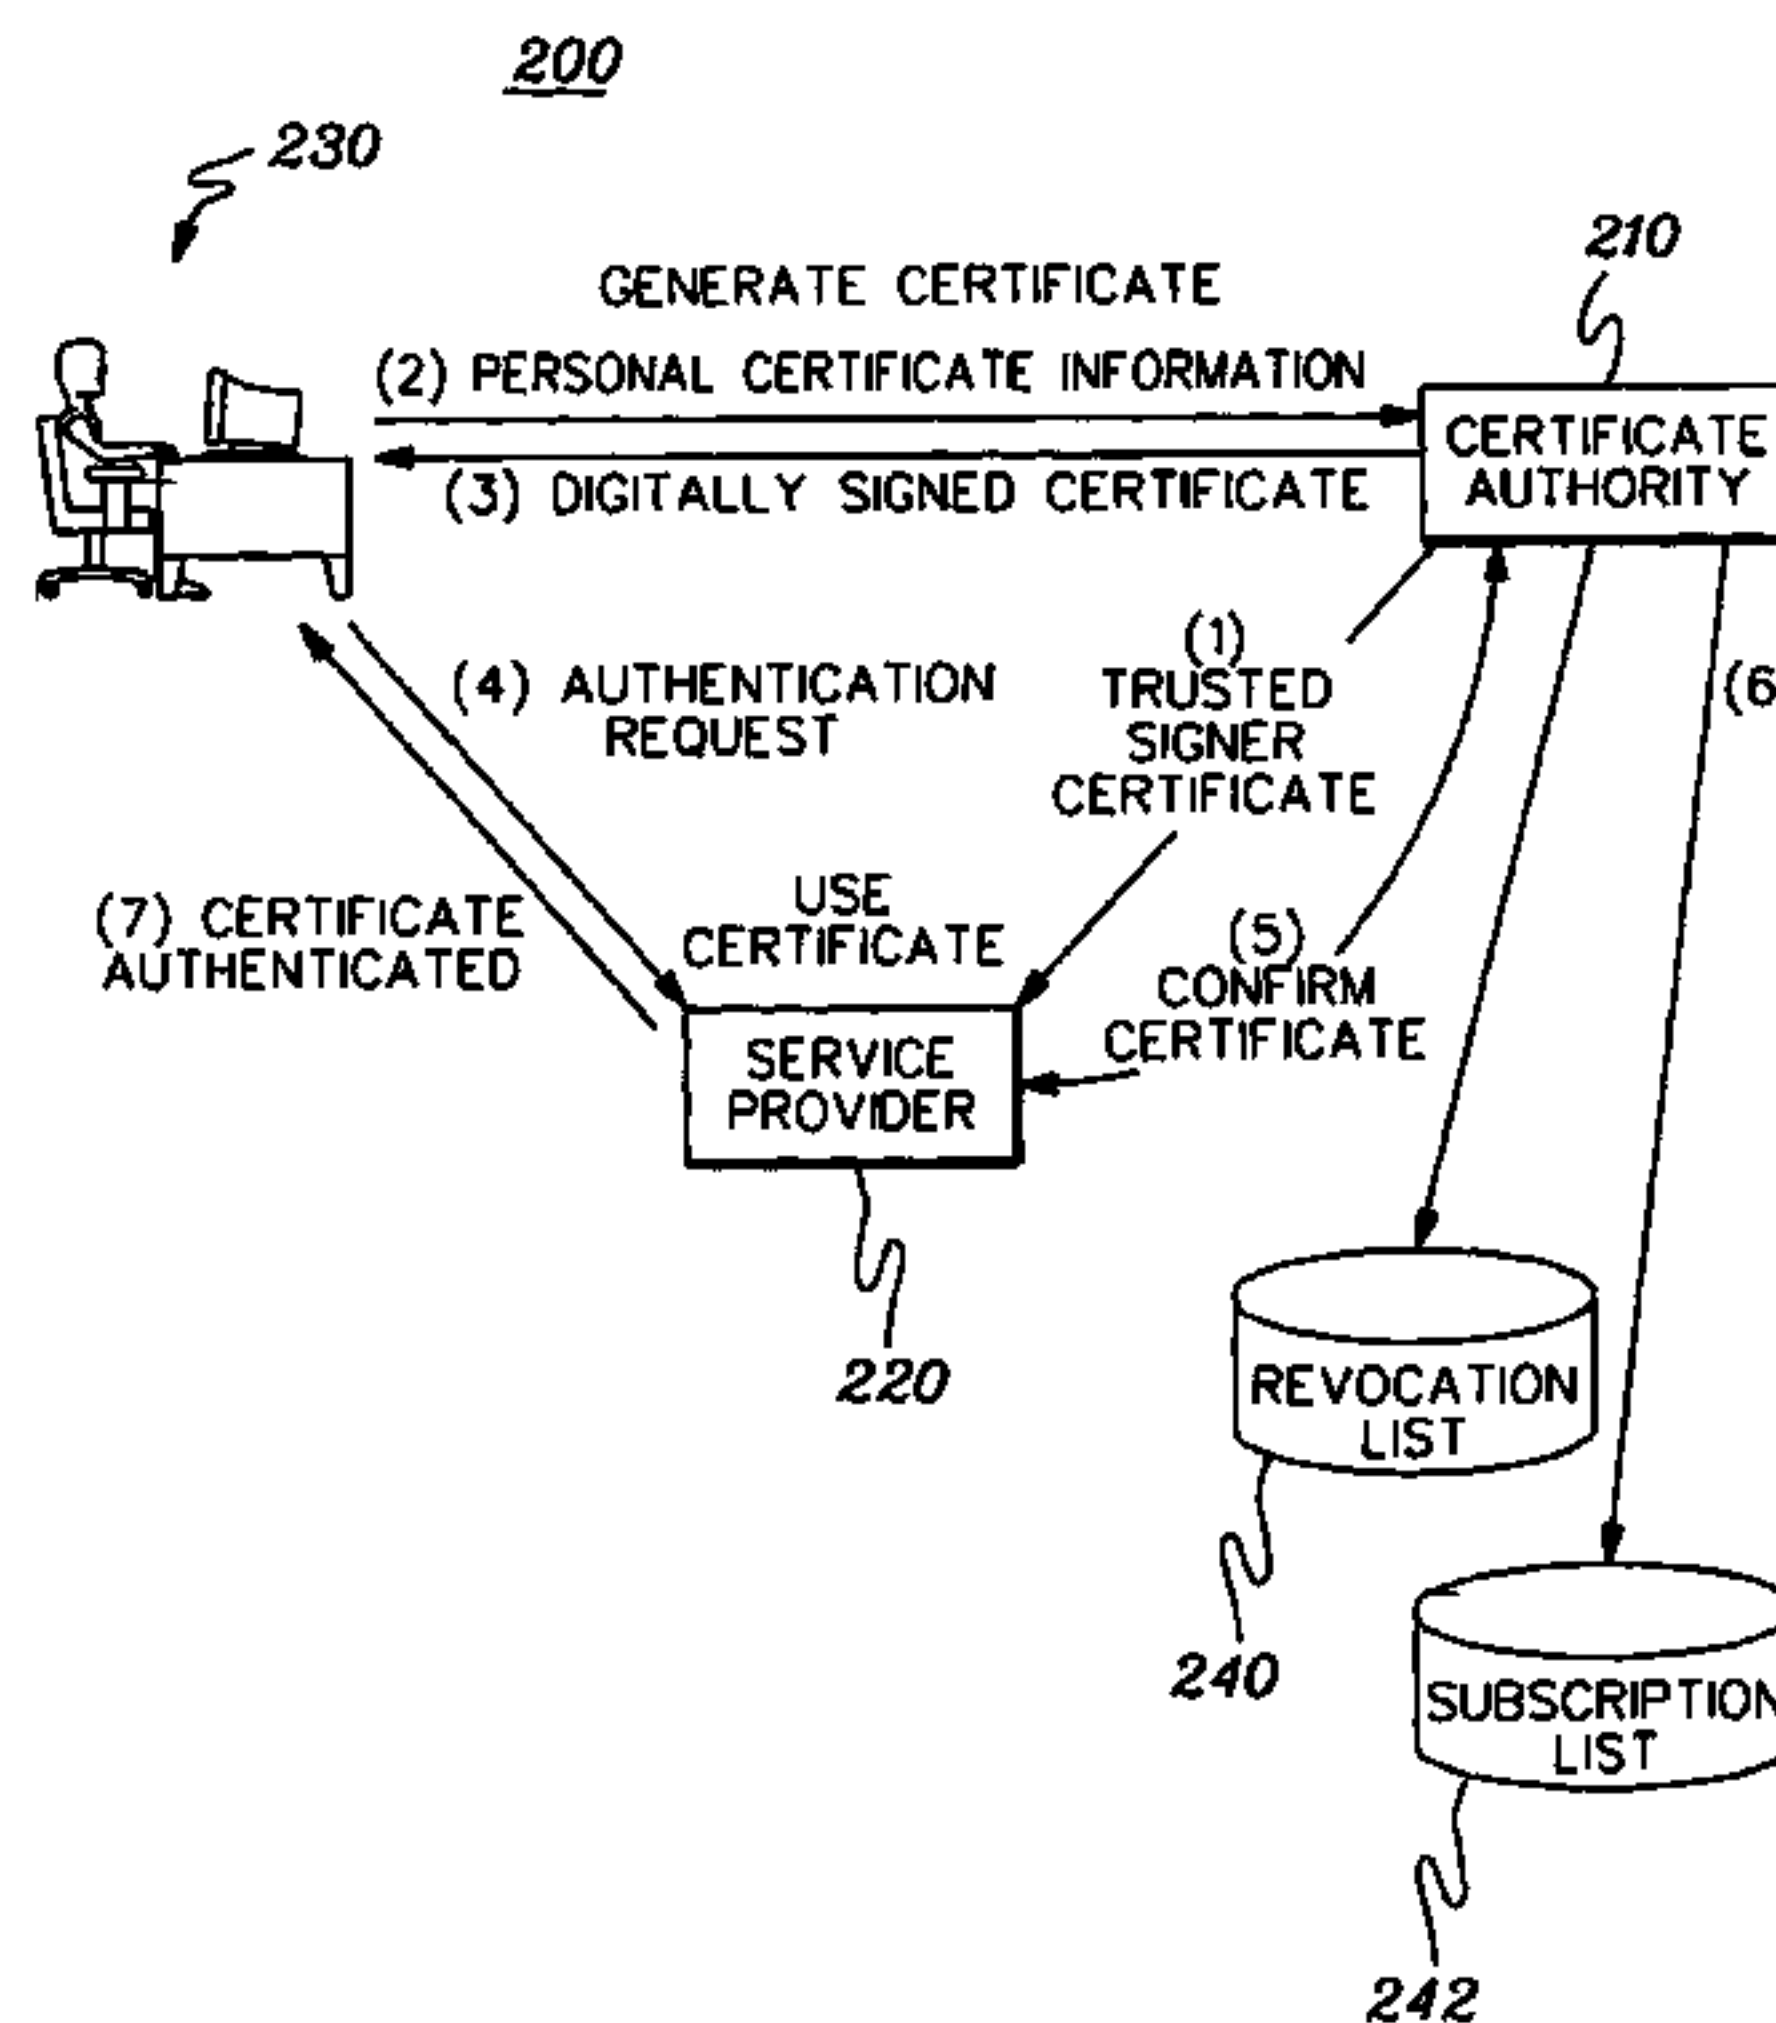 200
230
210
GENERATE CERTIFICATE
(2) PERSONAL CERTIFICATE INFORMATION
(3) DIGITALLY SIGNED CERTIFICATE
CERTIFICATE
AUTHORITY
(4) AUTHENTICATION
REQUEST
(1)
TRUSTED
SIGNER
CERTIFICATE
(6
(7) CERTIFICATE
AUTHENTICATED
USE
CERTIFICATE
(5)
CONFIRM
CERTIFICATE
SERVICE
PROVIDER
220
REVOCATION
LIST
240
SUBSCRIPTION
LIST
242